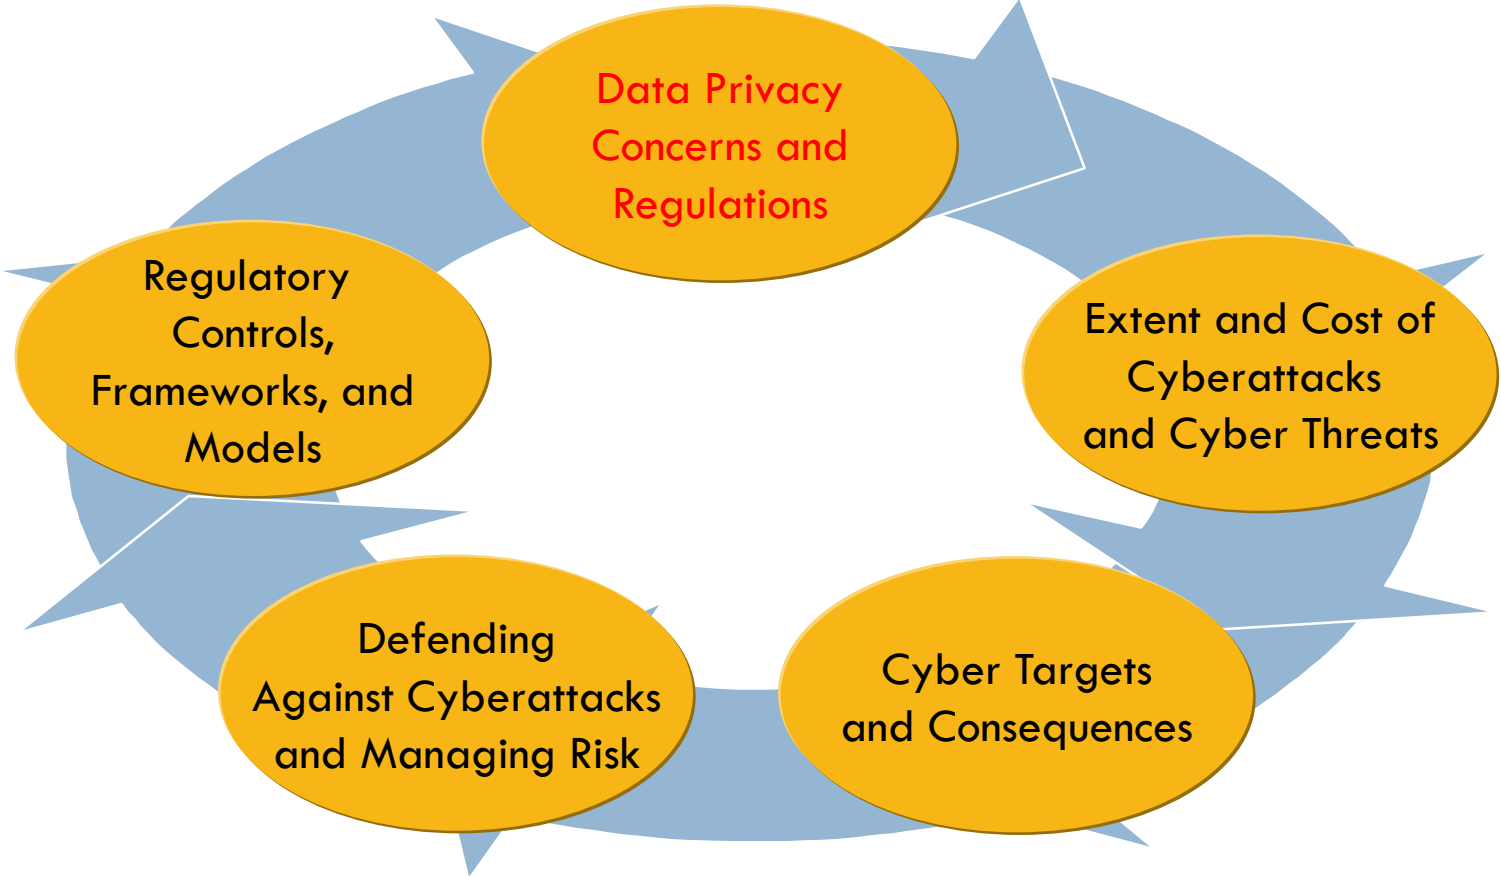 Data Privacy
Concerns and
Regulations
Extent and Cost of
Cyberattacks
and Cyber Threats
Cyber Targets
and Consequences
Defending
Against Cyberattacks
and Managing Risk
Regulatory
Controls,
Frameworks, and
Models